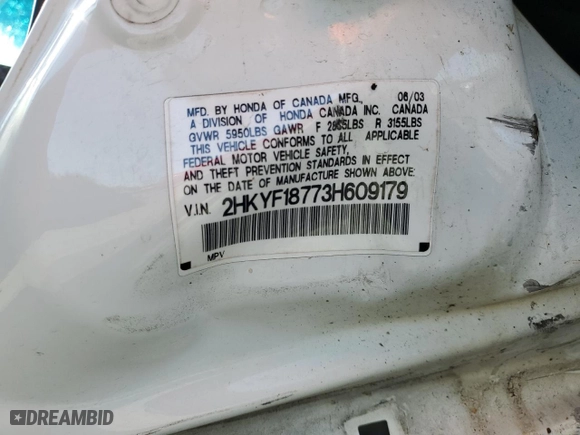 MFD. BY HONDA OF CANADA MFG., 06/03
A DIVISION OF HONDA CANADA INC. CANADA
GVWR 5950LBS GAWR F 2865LBS R 3155LBS
THIS VEHICLE CONFORMS TO ALL APPLICABLE
FEDERAL MOTOR VEHICLE SAFETY,
AND THEFT PREVENTION STANDARDS IN EFFECT
ON THE DATE OF MANUFACTURE SHOWN ABOVE:
V.I.N. 2HKYF18773H609179
MPV
DREAMBID